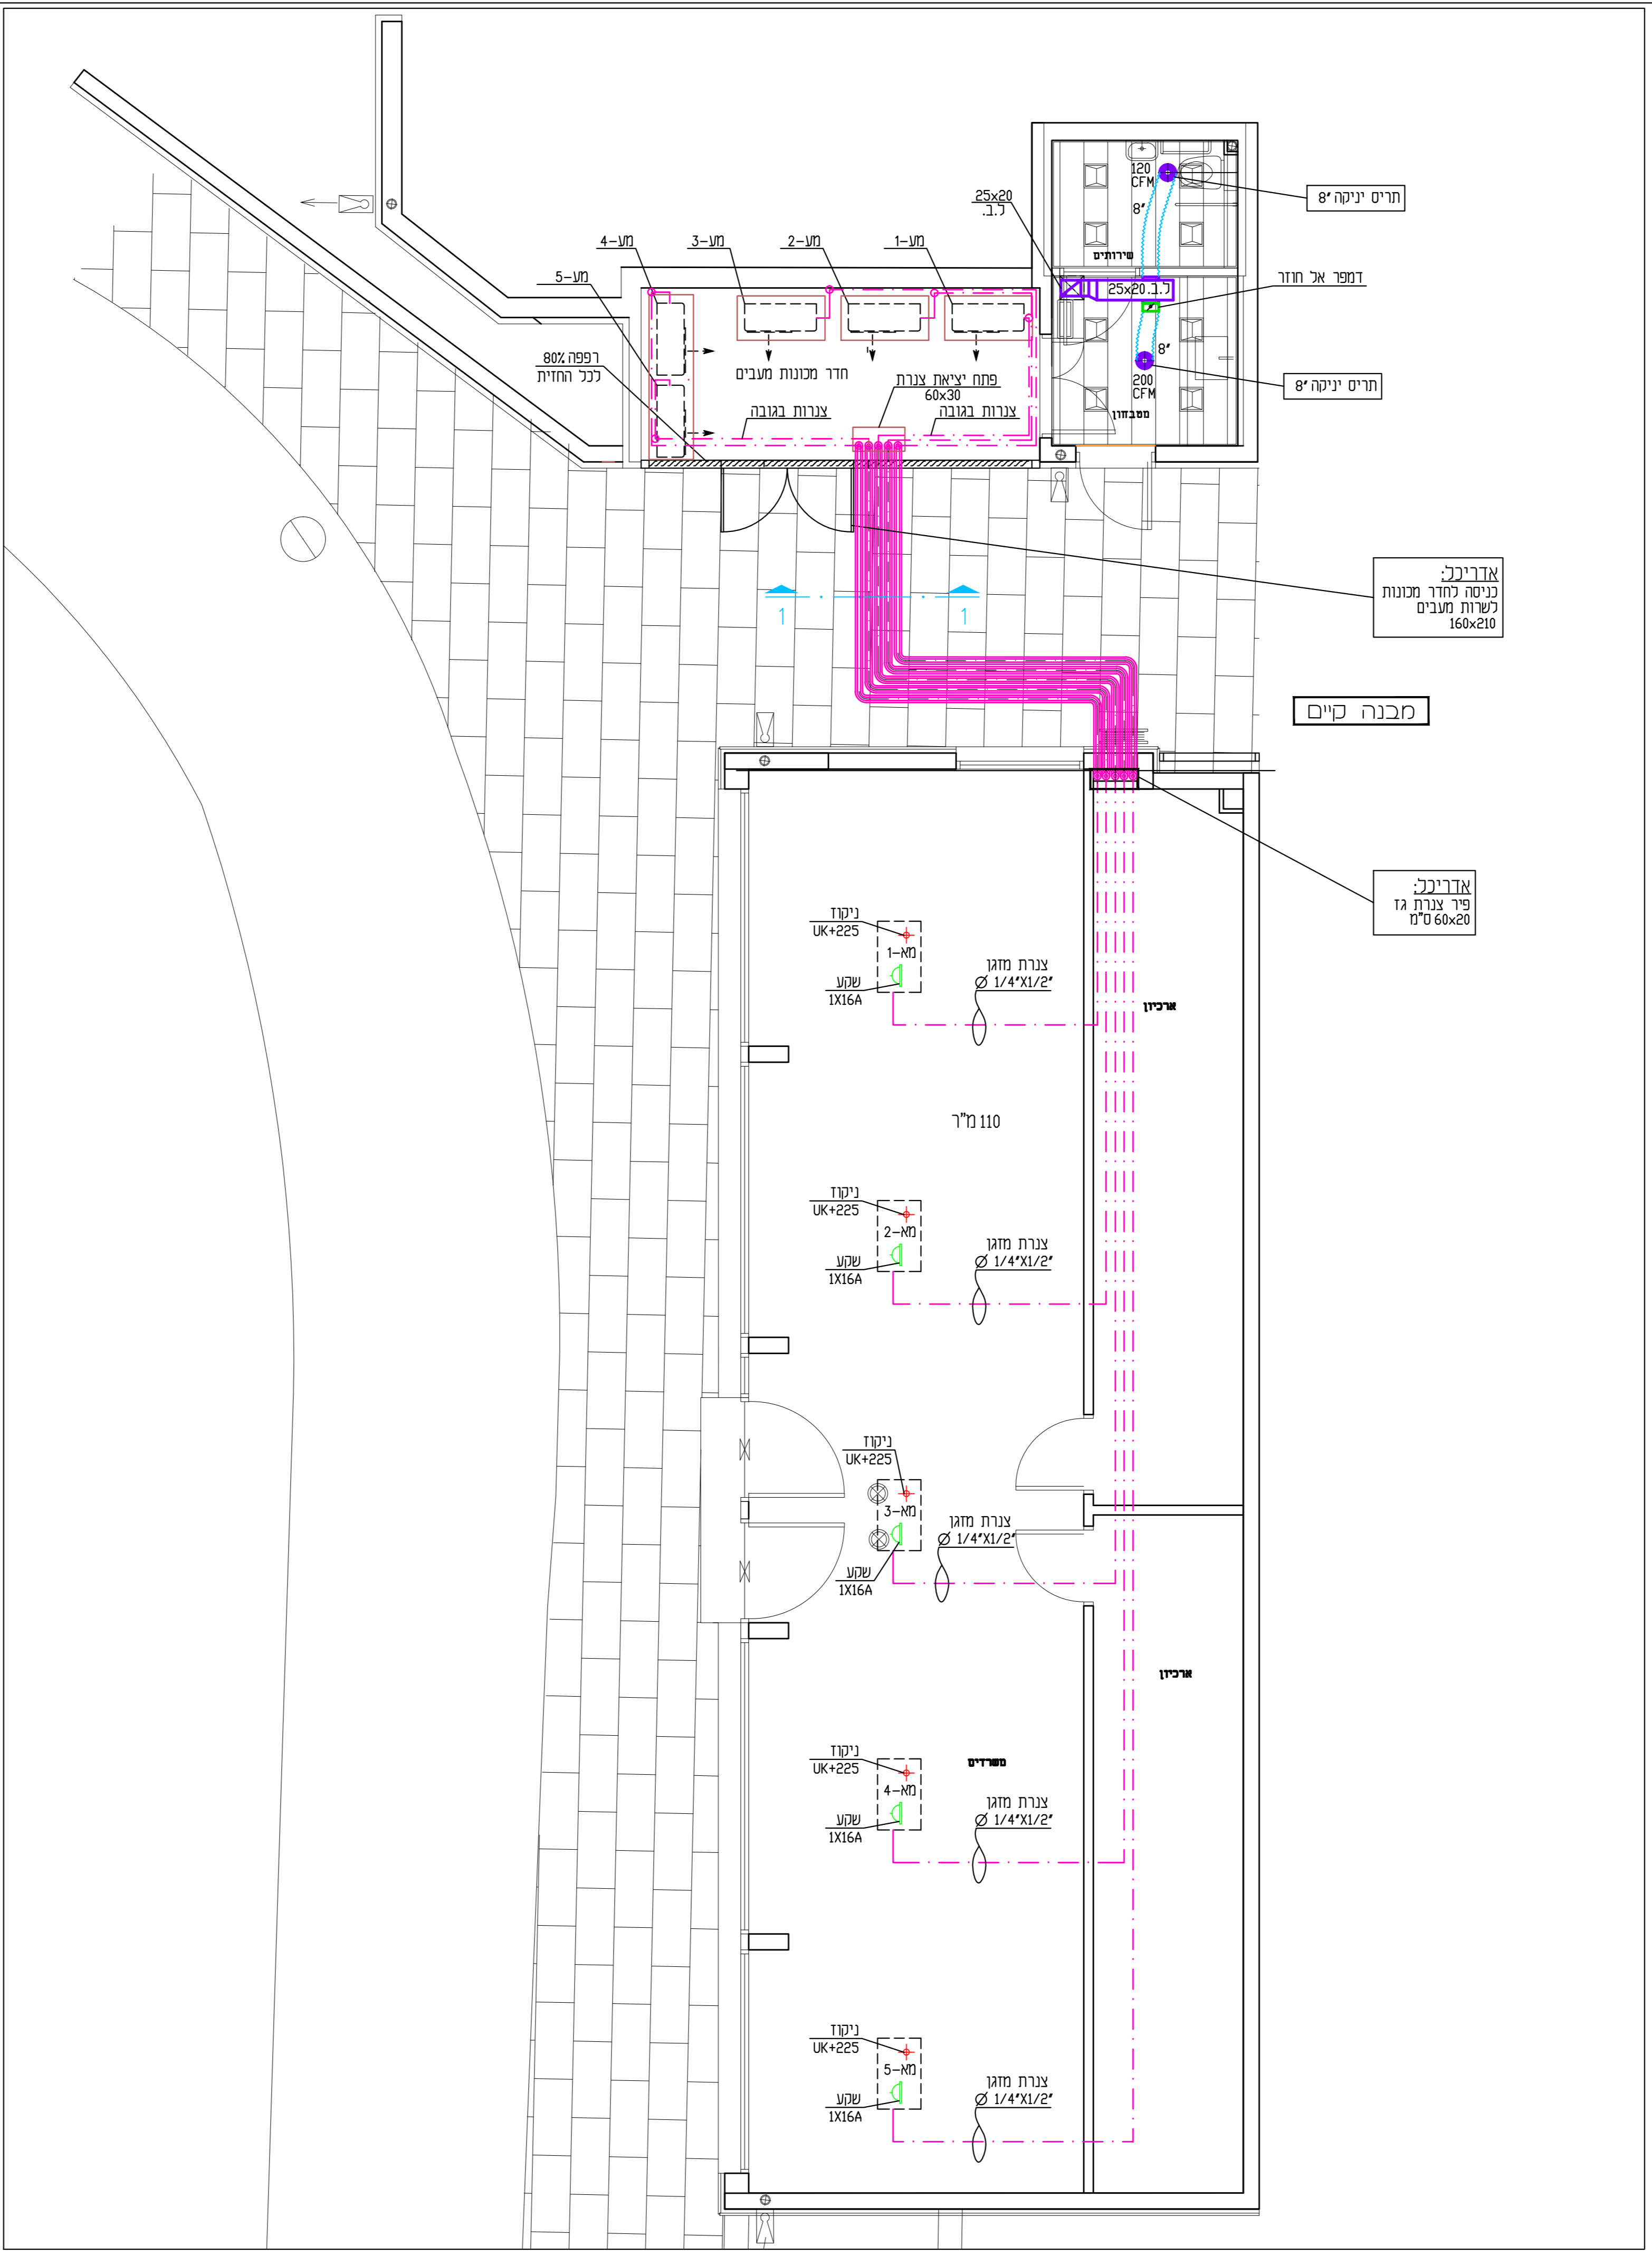 120
CFM
8"
תריס יניקה 8"
25x20
ל.ב.
שירותים
מע-1
מע-2
מע-3
מע-4
מע-5
דמפר אל חוזר
ל.ב. 25x20
8"
200
CFM
תריס יניקה 8"
מטבחון
רפפה 80%
לכל החזית
חדר מכונות מעבים
פתח יציאת צנרת
60x30
צנרות בגובה
צנרות בגובה
אדריכל:
כניסה לחדר מכונות
לשרות מעבים
160x210
1
1
מבנה קיים
אדריכל:
פיר צנרת גז
60x20 ס"מ
ניקוז
UK+225
מא-1
שקע
1X16A
צנרת מזגן
Ø 1/4"X1/2"
ארכיון
110 מ"ר
ניקוז
UK+225
מא-2
שקע
1X16A
צנרת מזגן
Ø 1/4"X1/2"
ניקוז
UK+225
מא-3
שקע
1X16A
צנרת מזגן
Ø 1/4"X1/2"
ארכיון
משרדים
ניקוז
UK+225
מא-4
שקע
1X16A
צנרת מזגן
Ø 1/4"X1/2"
ניקוז
UK+225
מא-5
שקע
1X16A
צנרת מזגן
Ø 1/4"X1/2"